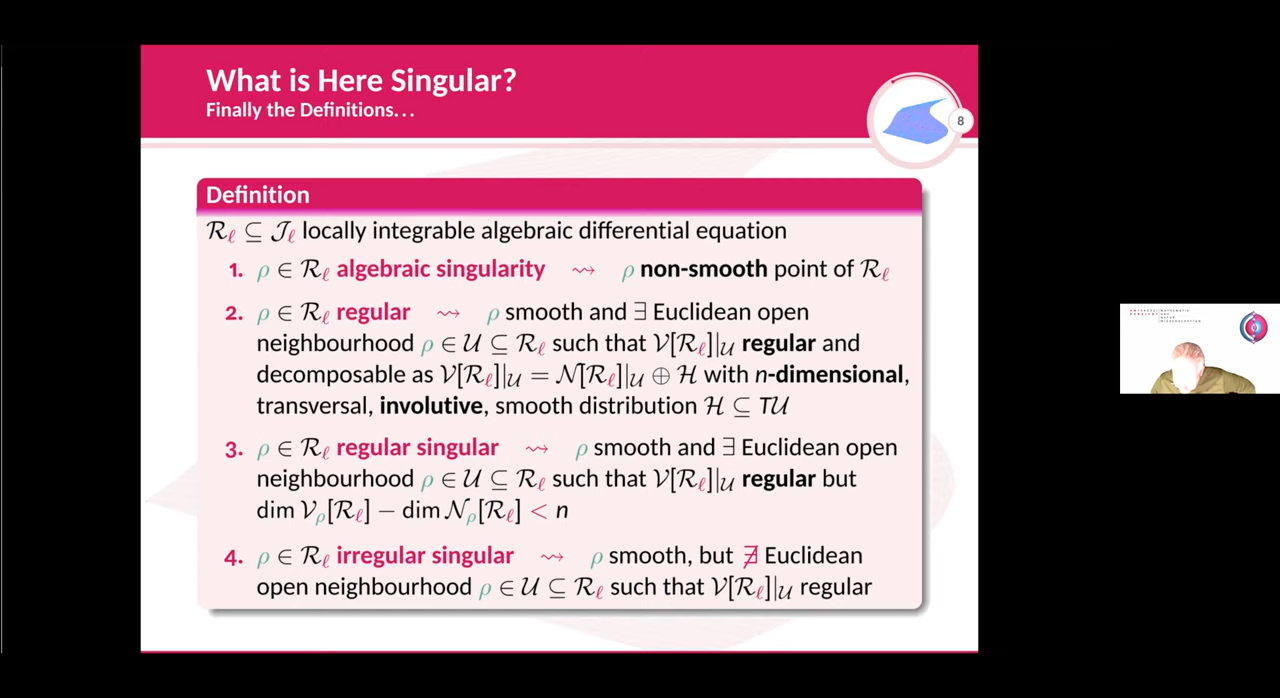 What is Here Singular?
Finally the Definitions...
8
Definition
ℛ_ℓ ⊆ 𝒥_ℓ locally integrable algebraic differential equation
1. ρ ∈ ℛ_ℓ algebraic singularity ⇝ ρ non-smooth point of ℛ_ℓ
2. ρ ∈ ℛ_ℓ regular ⇝ ρ smooth and ∃ Euclidean open
neighbourhood ρ ∈ 𝒰 ⊆ ℛ_ℓ such that 𝒱[ℛ_ℓ]|_𝒰 regular and
decomposable as 𝒱[ℛ_ℓ]|_𝒰 = 𝒩[ℛ_ℓ]|_𝒰 ⊕ ℋ with n-dimensional,
transversal, involutive, smooth distribution ℋ ⊆ T𝒰
3. ρ ∈ ℛ_ℓ regular singular ⇝ ρ smooth and ∃ Euclidean open
neighbourhood ρ ∈ 𝒰 ⊆ ℛ_ℓ such that 𝒱[ℛ_ℓ]|_𝒰 regular but
dim 𝒱_ρ[ℛ_ℓ] − dim 𝒩_ρ[ℛ_ℓ] < n
4. ρ ∈ ℛ_ℓ irregular singular ⇝ ρ smooth, but ∄ Euclidean
open neighbourhood ρ ∈ 𝒰 ⊆ ℛ_ℓ such that 𝒱[ℛ_ℓ]|_𝒰 regular